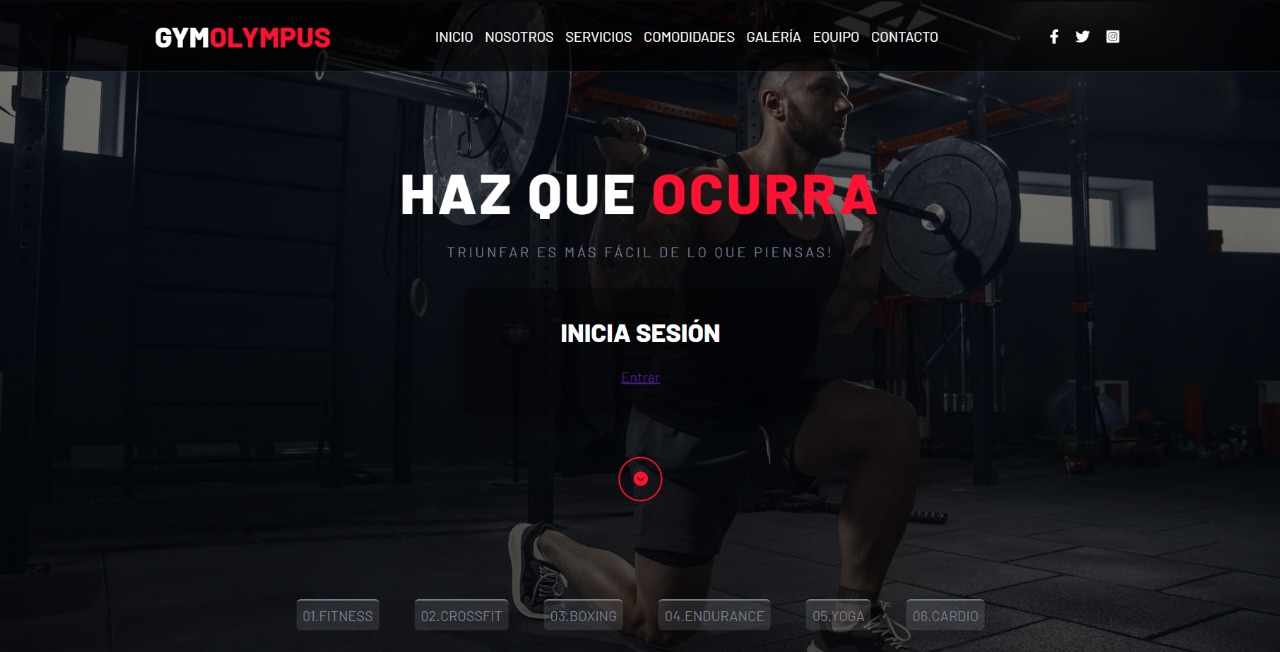 GYMOLYMPUS
INICIO NOSOTROS SERVICIOS COMODIDADES GALERÍA EQUIPO CONTACTO
HAZ QUE OCURRA
TRIUNFAR ES MÁS FÁCIL DE LO QUE PIENSAS!
INICIA SESIÓN
Entrar
01.FITNESS 02.CROSSFIT 03.BOXING 04.ENDURANCE 05.YOGA 06.CARDIO